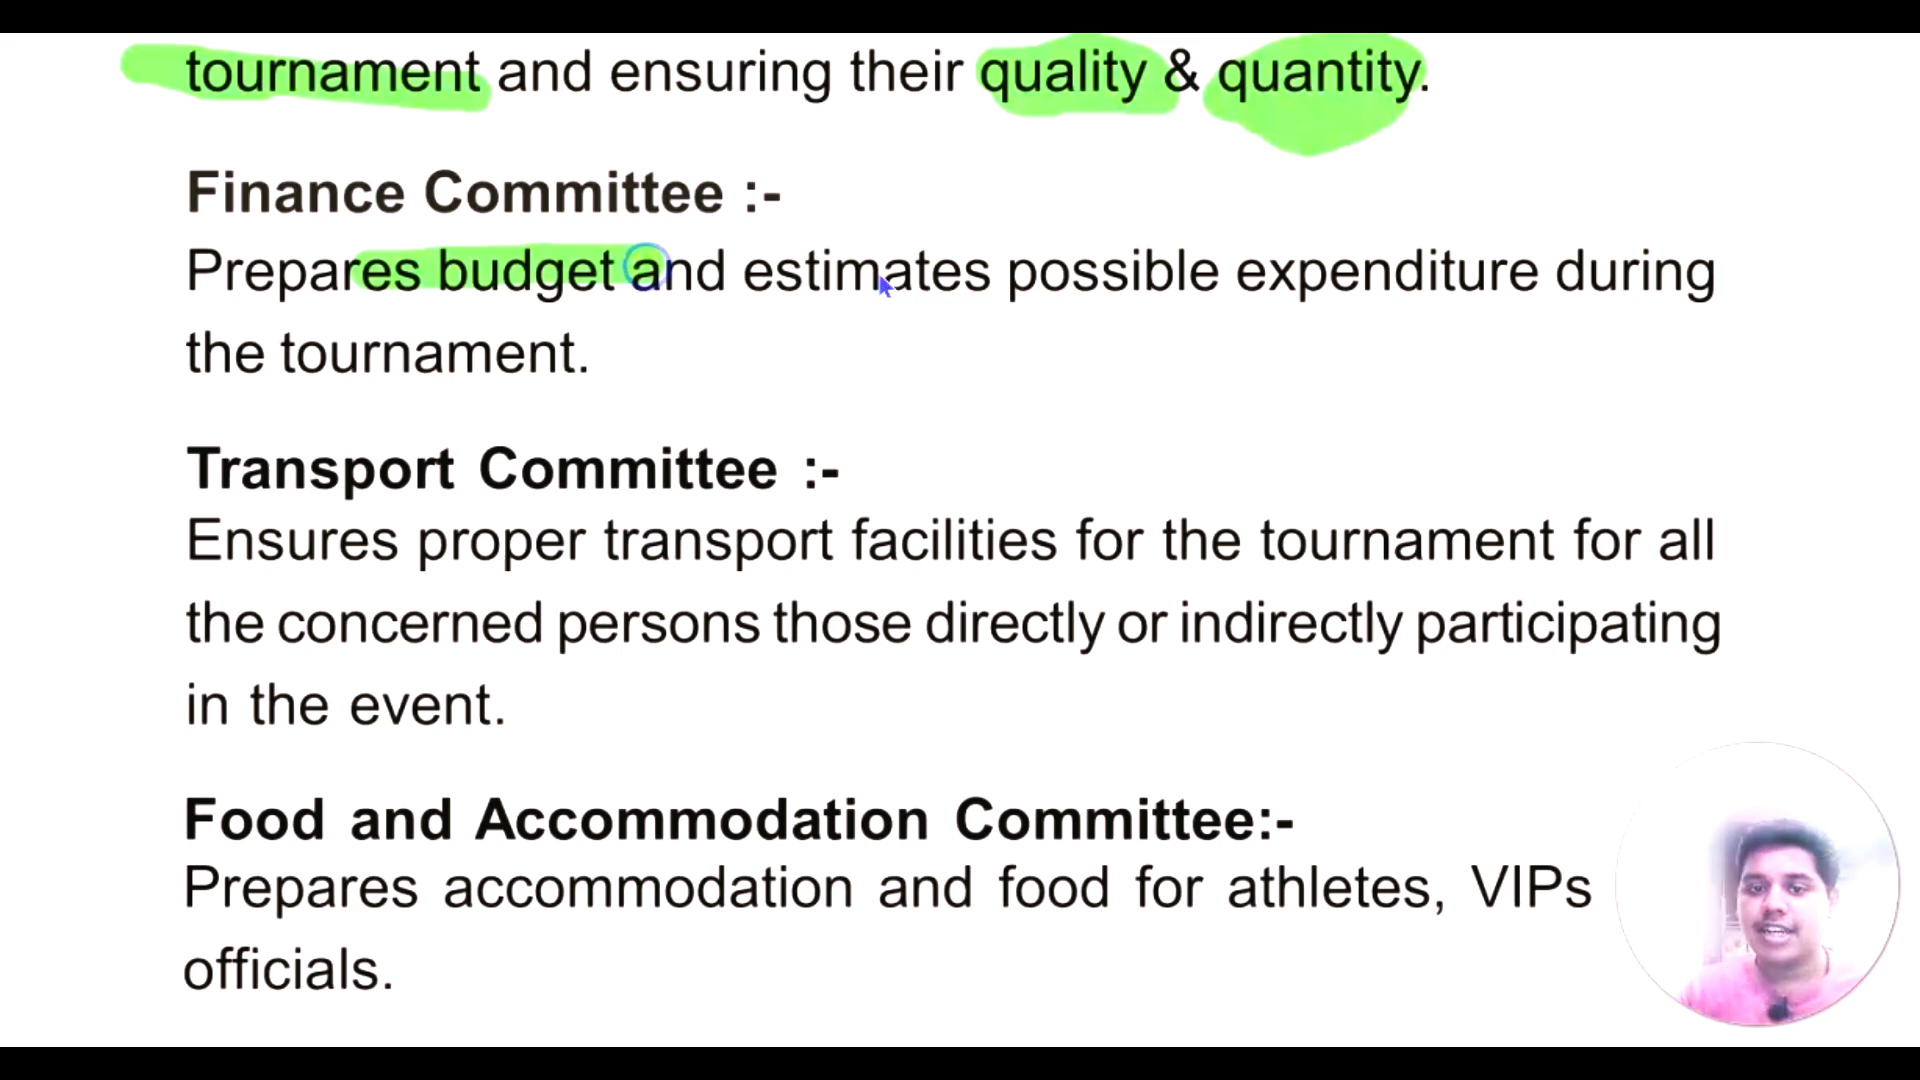 tournament and ensuring their quality & quantity.
Finance Committee :-
Prepares budget and estimates possible expenditure during
the tournament.
Transport Committee :-
Ensures proper transport facilities for the tournament for all
the concerned persons those directly or indirectly participating
in the event.
Food and Accommodation Committee:-
Prepares accommodation and food for athletes, VIPs
officials.